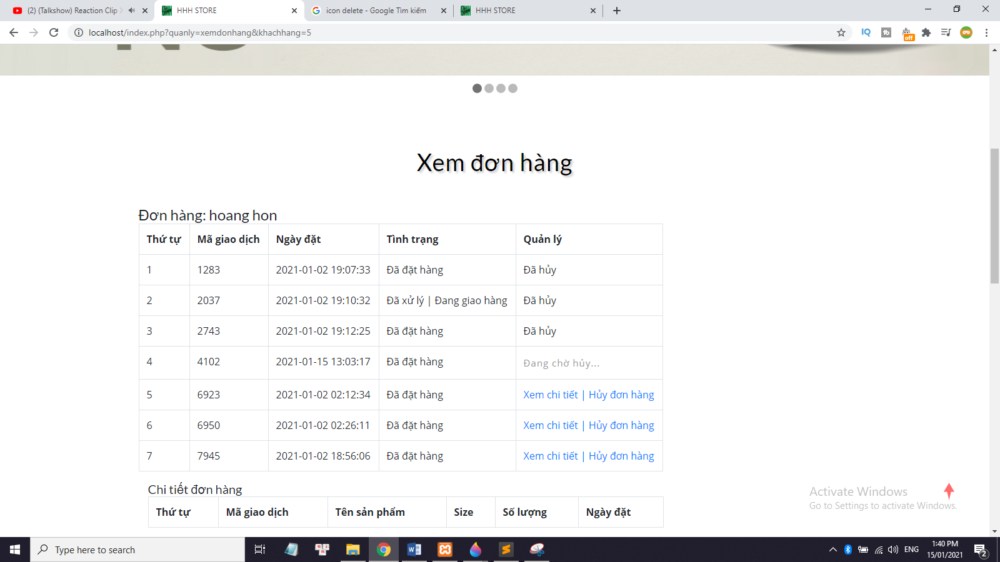 (2) (Talkshow) Reaction Clip
HHH STORE
icon delete - Google Tìm kiếm
HHH STORE
localhost/index.php?quanly=xemdonhang&khachhang=5
IQ
off
Xem đơn hàng
Đơn hàng: hoang hon
Thứ tự Mã giao dịch Ngày đặt Tình trạng Quản lý
1 1283 2021-01-02 19:07:33 Đã đặt hàng Đã hủy
2 2037 2021-01-02 19:10:32 Đã xử lý | Đang giao hàng Đã hủy
3 2743 2021-01-02 19:12:25 Đã đặt hàng Đã hủy
4 4102 2021-01-15 13:03:17 Đã đặt hàng Đang chờ hủy...
5 6923 2021-01-02 02:12:34 Đã đặt hàng Xem chi tiết | Hủy đơn hàng
6 6950 2021-01-02 02:26:11 Đã đặt hàng Xem chi tiết | Hủy đơn hàng
7 7945 2021-01-02 18:56:06 Đã đặt hàng Xem chi tiết | Hủy đơn hàng
Chi tiết đơn hàng
Thứ tự Mã giao dịch Tên sản phẩm Size Số lượng Ngày đặt
Activate Windows
Go to Settings to activate Windows.
Type here to search
ENG
1:40 PM
15/01/2021
2